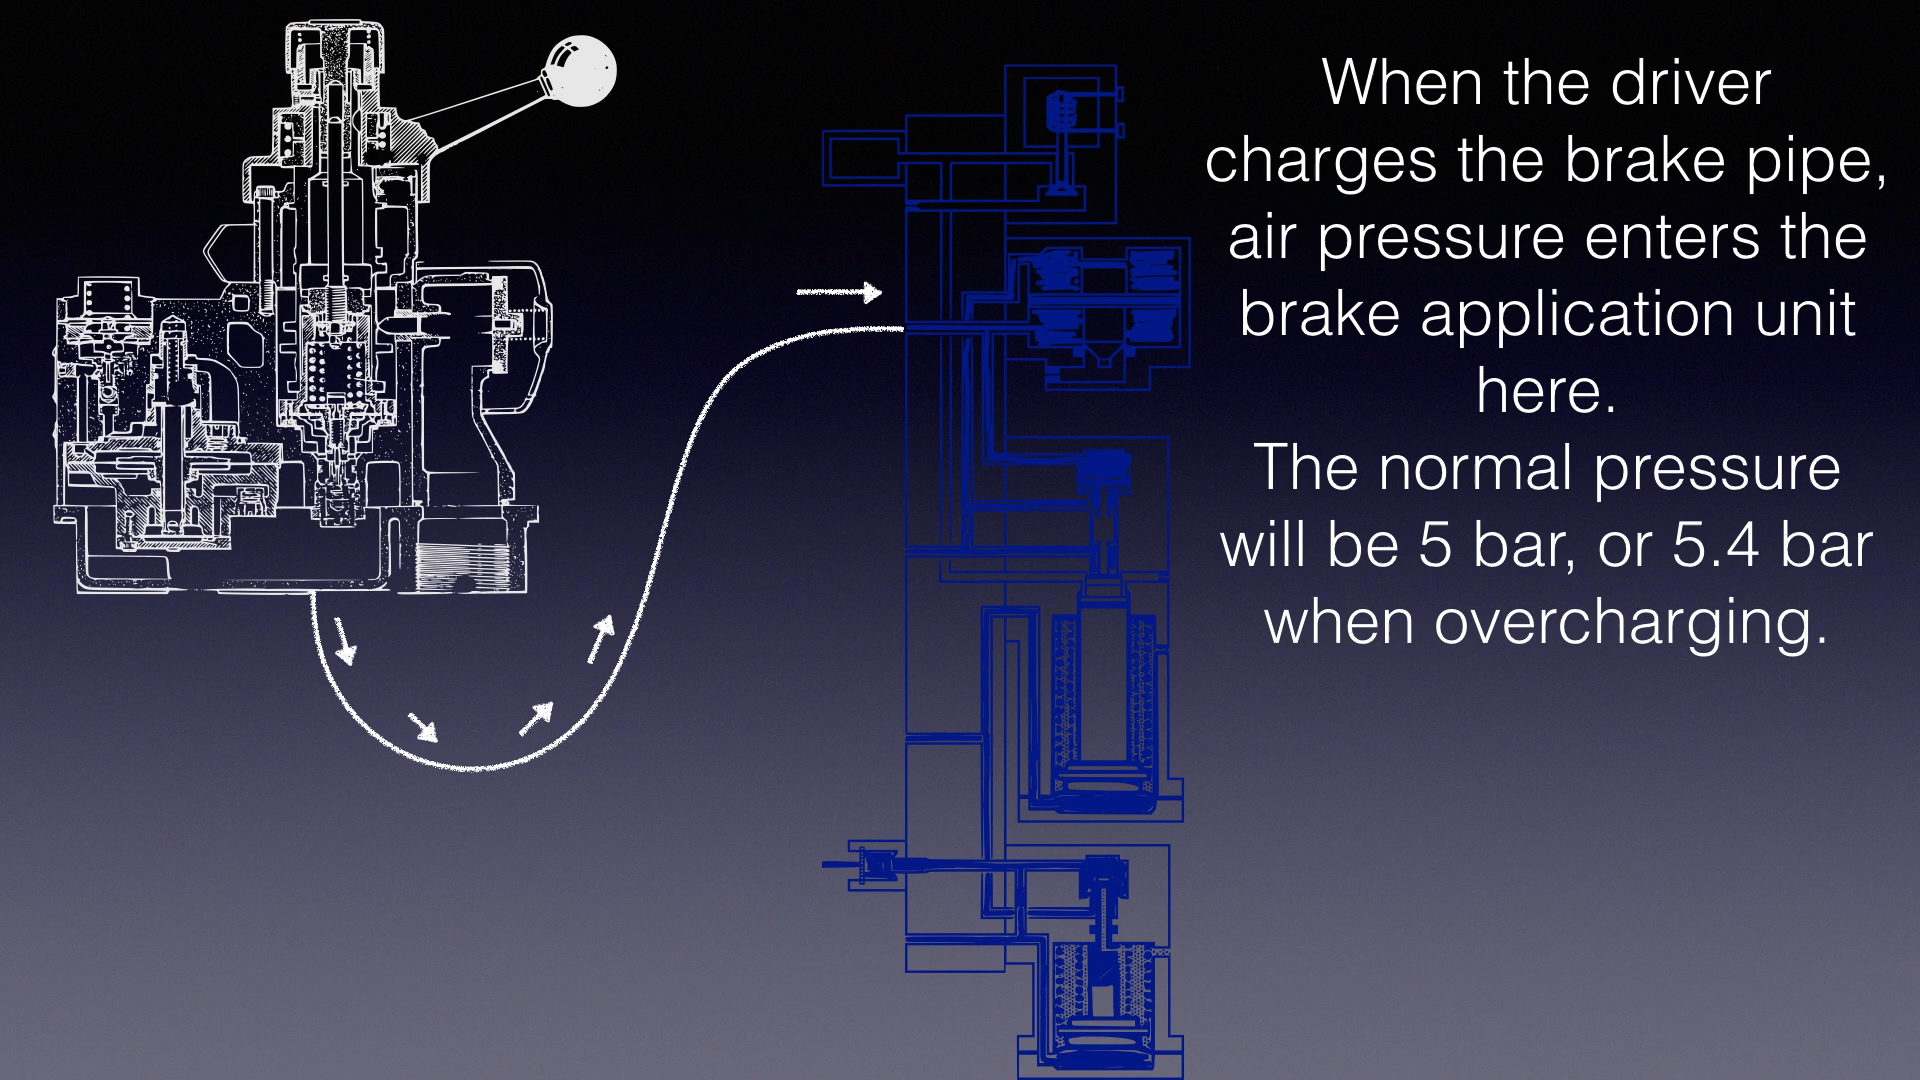 When the driver
charges the brake pipe,
air pressure enters the
brake application unit
here.
The normal pressure
will be 5 bar, or 5.4 bar
when overcharging.